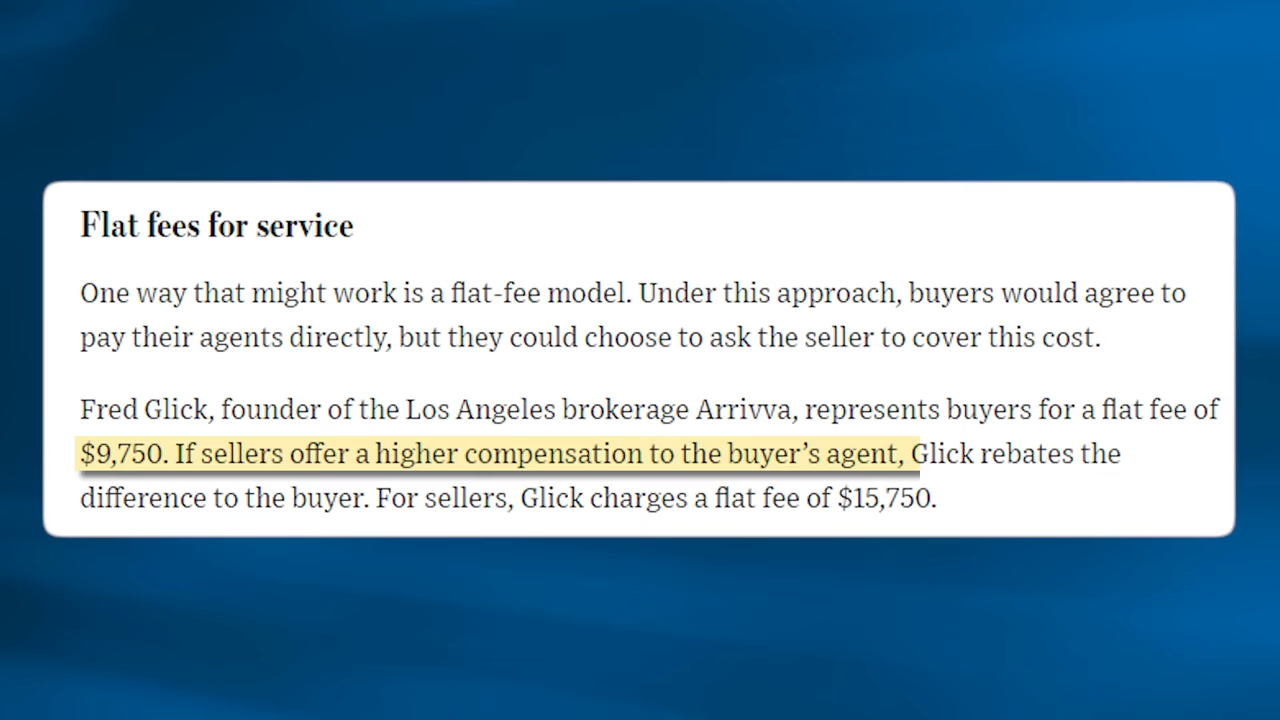 Flat fees for service
One way that might work is a flat-fee model. Under this approach, buyers would agree to
pay their agents directly, but they could choose to ask the seller to cover this cost.
Fred Glick, founder of the Los Angeles brokerage Arrivva, represents buyers for a flat fee of
$9,750. If sellers offer a higher compensation to the buyer’s agent, Glick rebates the
difference to the buyer. For sellers, Glick charges a flat fee of $15,750.